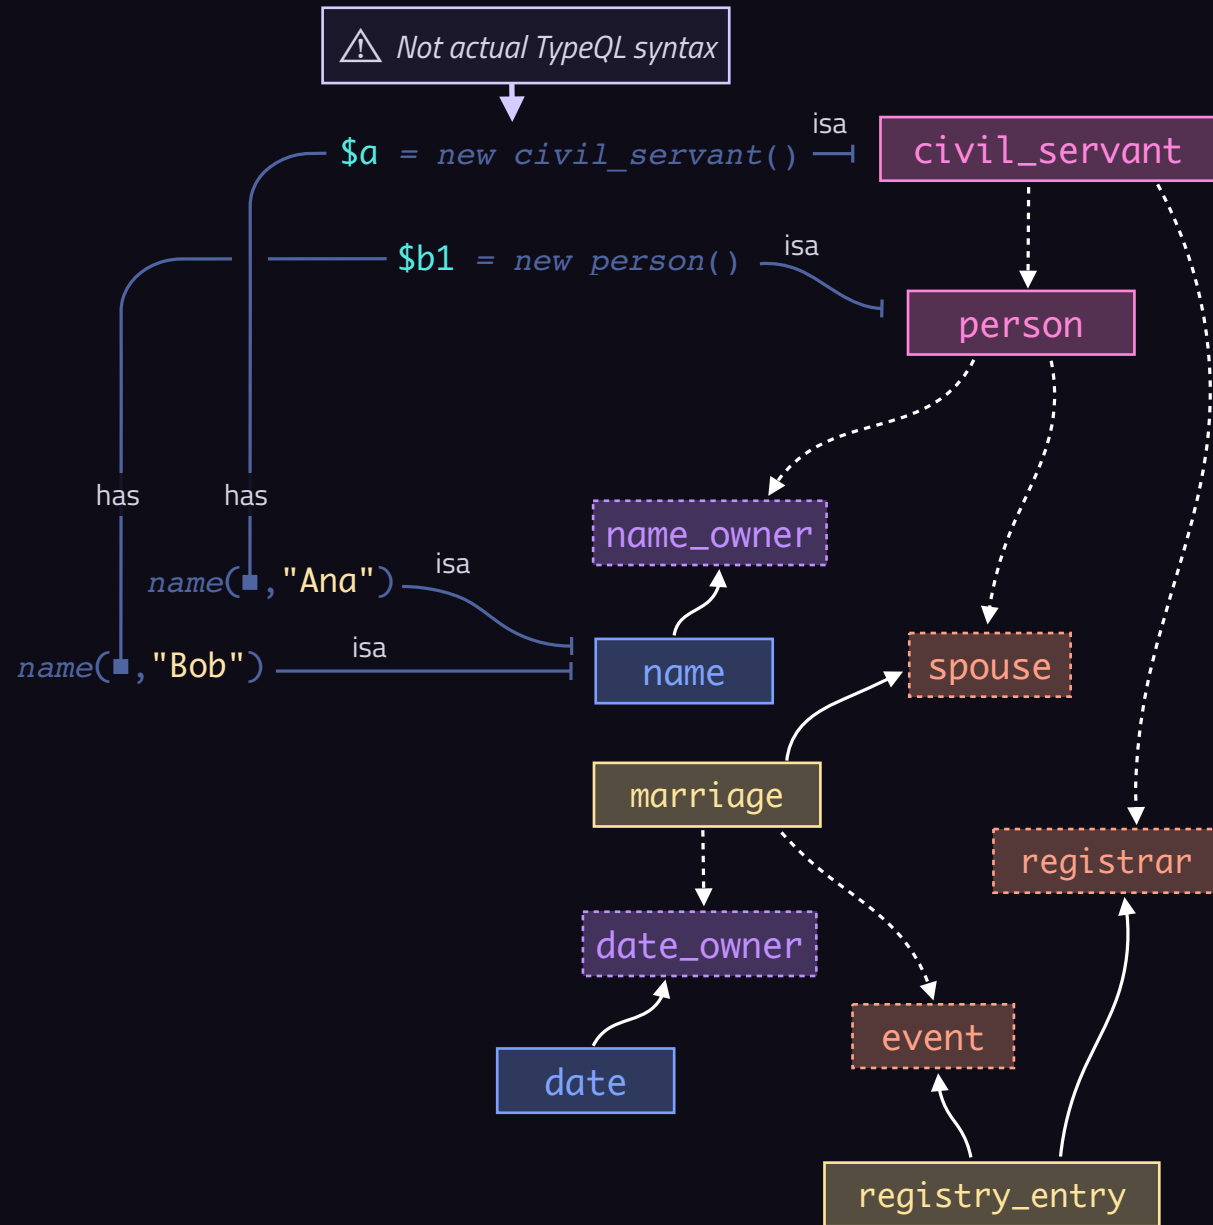 ⚠ Not actual TypeQL syntax
isa
$a = new civil_servant()
civil_servant
isa
$b1 = new person()
person
has
has
name_owner
isa
name(■,"Ana")
isa
name(■,"Bob")
name
spouse
marriage
registrar
date_owner
event
date
registry_entry